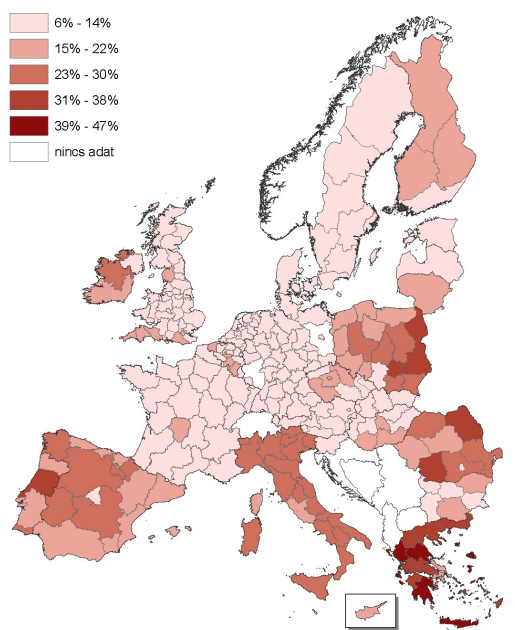 6% - 14%
15% - 22%
23% - 30%
31% - 38%
39% - 47%
nincs adat